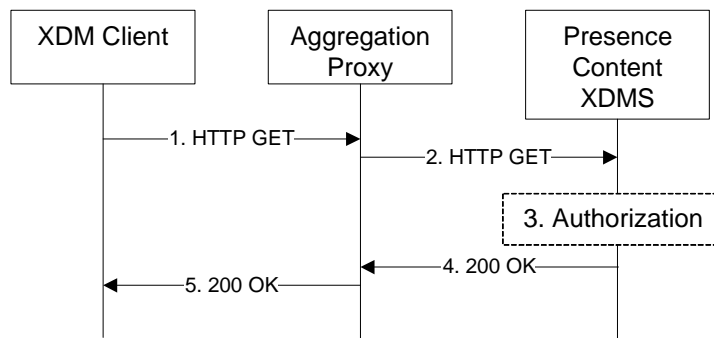 XDM Client
Aggregation
Proxy
Presence
Content
XDMS
1. HTTP GET
2. HTTP GET
3. Authorization
4. 200 OK
5. 200 OK